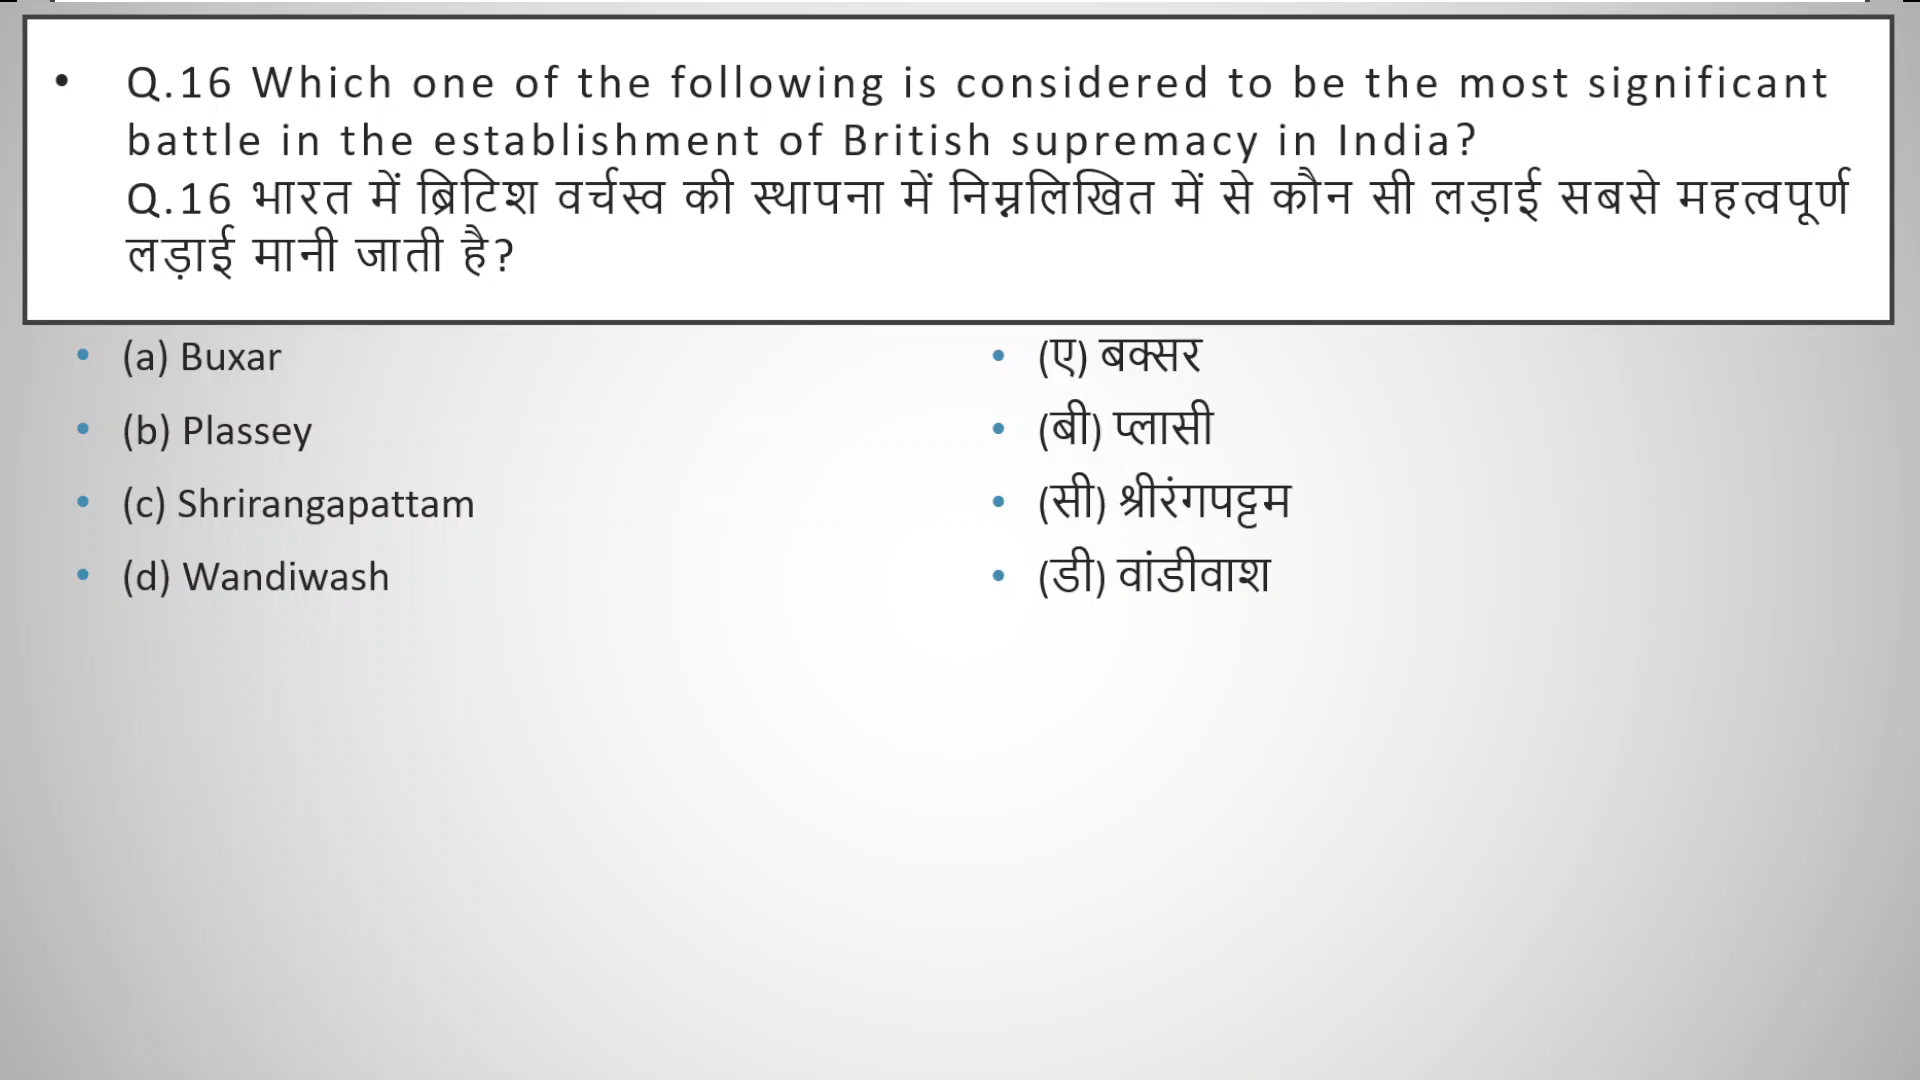 • Q.16 Which one of the following is considered to be the most significant
battle in the establishment of British supremacy in India?
Q.16 भारत में ब्रिटिश वर्चस्व की स्थापना में निम्नलिखित में से कौन सी लड़ाई सबसे महत्वपूर्ण
लड़ाई मानी जाती है?
• (a) Buxar
• (b) Plassey
• (c) Shrirangapattam
• (d) Wandiwash
• (ए) बक्सर
• (बी) प्लासी
• (सी) श्रीरंगपट्टम
• (डी) वांडीवाश